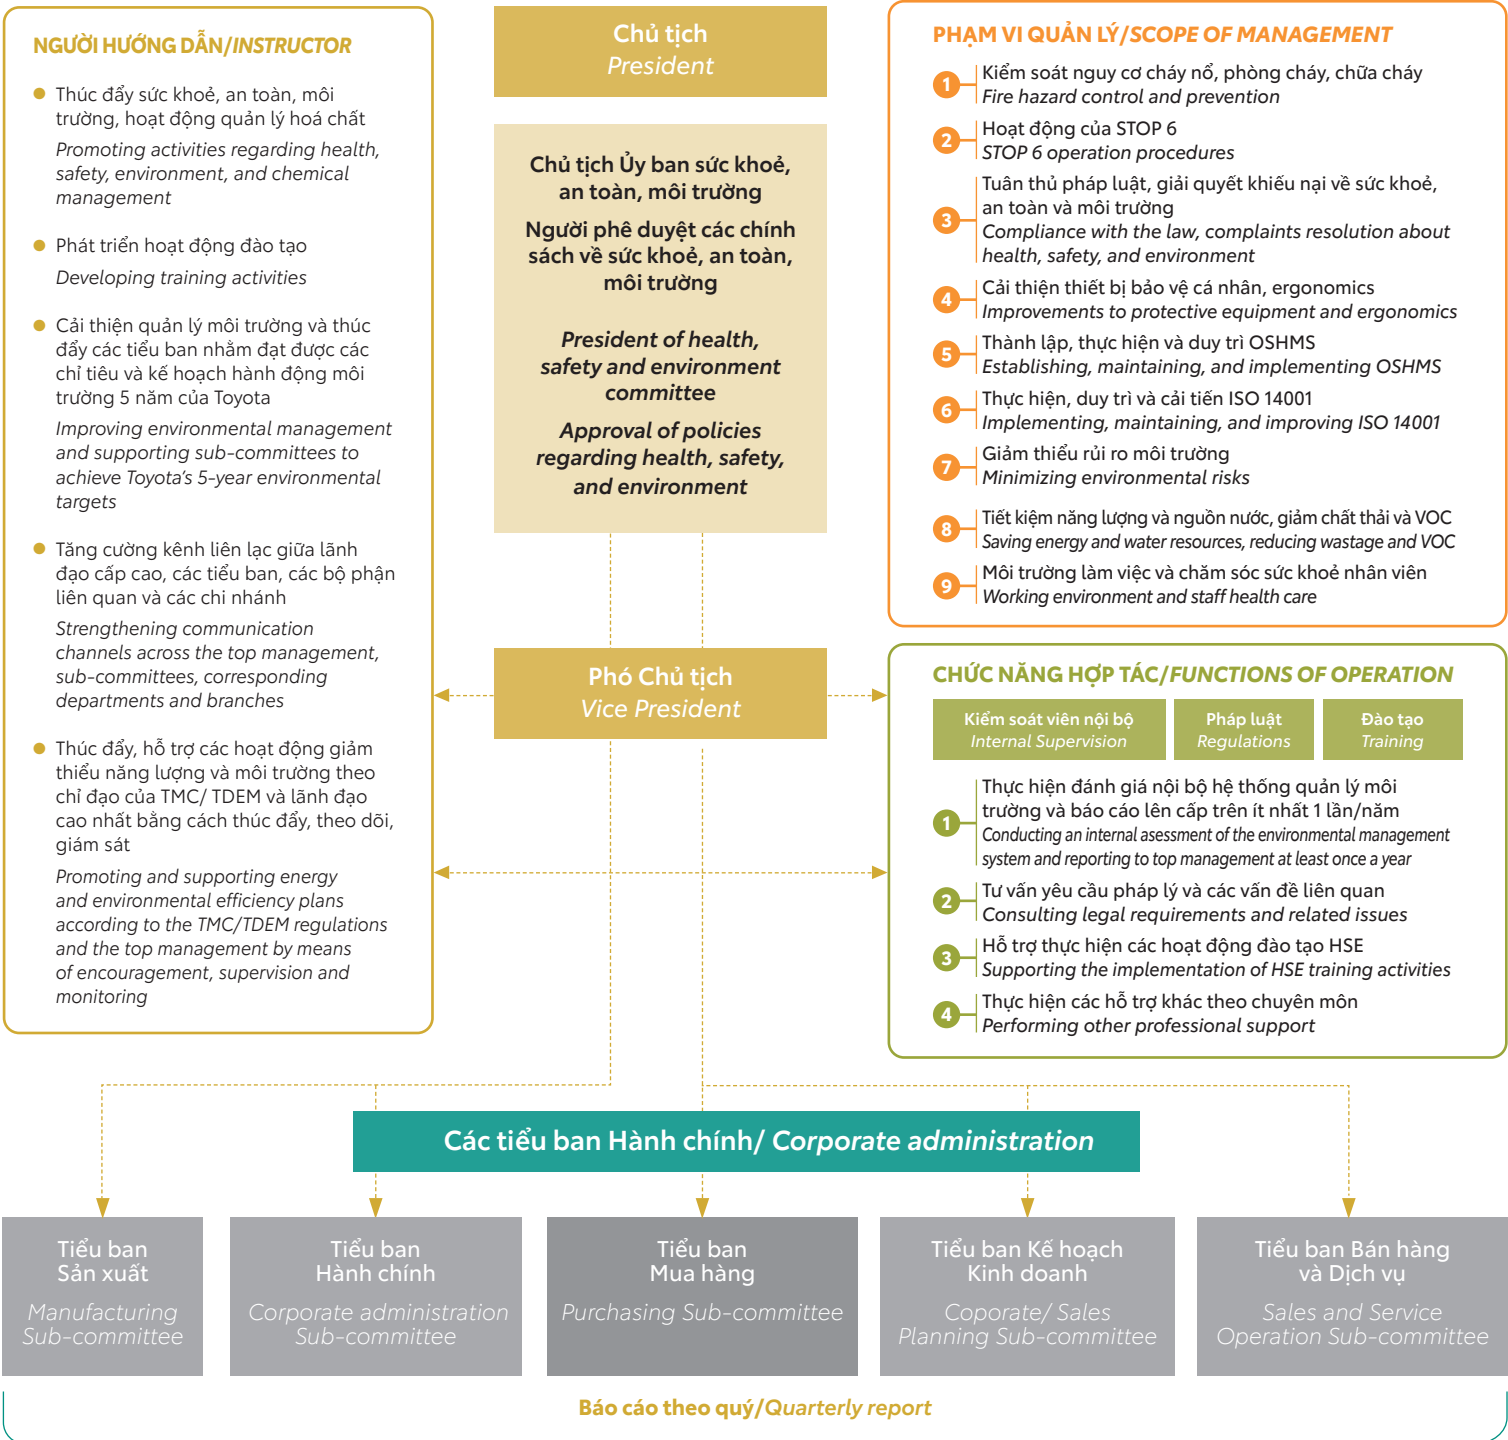 NGƯỜI HƯỚNG DẪN/INSTRUCTOR
Thúc đẩy sức khoẻ, an toàn, môi
trường, hoạt động quản lý hoá chất
Promoting activities regarding health,
safety, environment, and chemical
management
Phát triển hoạt động đào tạo
Developing training activities
Cải thiện quản lý môi trường và thúc
đẩy các tiểu ban nhằm đạt được các
chỉ tiêu và kế hoạch hành động môi
trường 5 năm của Toyota
Improving environmental management
and supporting sub-committees to
achieve Toyota's 5-year environmental
targets
Tăng cường kênh liên lạc giữa lãnh
đạo cấp cao, các tiểu ban, các bộ phận
liên quan và các chi nhánh
Strengthening communication
channels across the top management,
sub-committees, corresponding
departments and branches
Thúc đẩy, hỗ trợ các hoạt động giảm
thiểu năng lượng và môi trường theo
chỉ đạo của TMC/ TDEM và lãnh đạo
cao nhất bằng cách thúc đẩy, theo dõi,
giám sát
Promoting and supporting energy
and environmental efficiency plans
according to the TMC/TDEM regulations
and the top management by means
of encouragement, supervision and
monitoring
Chủ tịch
President
Chủ tịch Ủy ban sức khoẻ,
an toàn, môi trường
Người phê duyệt các chính
sách về sức khoẻ, an toàn,
môi trường
President of health,
safety and environment
committee
Approval of policies
regarding health, safety,
and environment
Phó Chủ tịch
Vice President
PHẠM VI QUẢN LÝ/SCOPE OF MANAGEMENT
1 Kiểm soát nguy cơ cháy nổ, phòng cháy, chữa cháy
Fire hazard control and prevention
2 Hoạt động của STOP 6
STOP 6 operation procedures
3 Tuân thủ pháp luật, giải quyết khiếu nại về sức khoẻ,
an toàn và môi trường
Compliance with the law, complaints resolution about
health, safety, and environment
4 Cải thiện thiết bị bảo vệ cá nhân, ergonomics
Improvements to protective equipment and ergonomics
5 Thành lập, thực hiện và duy trì OSHMS
Establishing, maintaining, and implementing OSHMS
6 Thực hiện, duy trì và cải tiến ISO 14001
Implementing, maintaining, and improving ISO 14001
7 Giảm thiểu rủi ro môi trường
Minimizing environmental risks
8 Tiết kiệm năng lượng và nguồn nước, giảm chất thải và VOC
Saving energy and water resources, reducing wastage and VOC
9 Môi trường làm việc và chăm sóc sức khoẻ nhân viên
Working environment and staff health care
CHỨC NĂNG HỢP TÁC/FUNCTIONS OF OPERATION
Kiểm soát viên nội bộ
Internal Supervision
Pháp luật
Regulations
Đào tạo
Training
1 Thực hiện đánh giá nội bộ hệ thống quản lý môi
trường và báo cáo lên cấp trên ít nhất 1 lần/năm
Conducting an internal asessment of the environmental management
system and reporting to top management at least once a year
2 Tư vấn yêu cầu pháp lý và các vấn đề liên quan
Consulting legal requirements and related issues
3 Hỗ trợ thực hiện các hoạt động đào tạo HSE
Supporting the implementation of HSE training activities
4 Thực hiện các hỗ trợ khác theo chuyên môn
Performing other professional support
Các tiểu ban Hành chính/ Corporate administration
Tiểu ban
Sản xuất
Manufacturing
Sub-committee
Tiểu ban
Hành chính
Corporate administration
Sub-committee
Tiểu ban
Mua hàng
Purchasing Sub-committee
Tiểu ban Kế hoạch
Kinh doanh
Coporate/ Sales
Planning Sub-committee
Tiểu ban Bán hàng
và Dịch vụ
Sales and Service
Operation Sub-committee
Báo cáo theo quý/Quarterly report